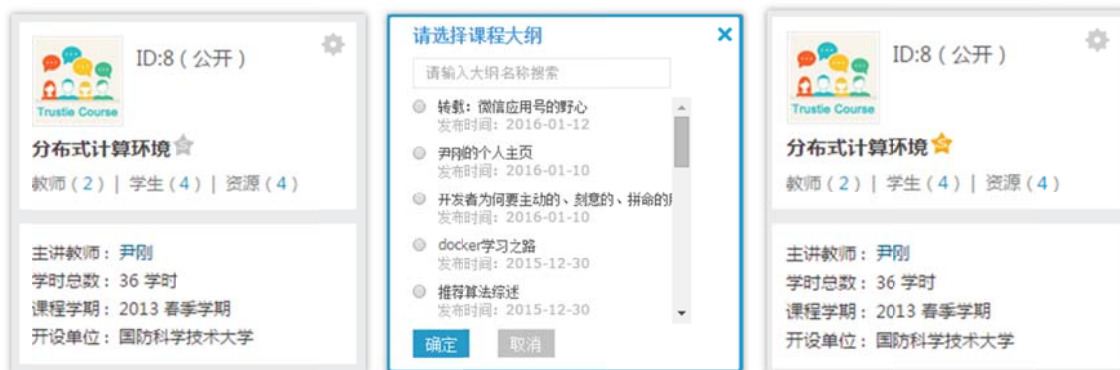 ID:8（公开）
Trustie Course
分布式计算环境
教师（2）| 学生（4）| 资源（4）
主讲教师：尹刚
学时总数：36 学时
课程学期：2013 春季学期
开设单位：国防科学技术大学
请选择课程大纲
请输入大纲名称搜索
转载：微信应用号的野心
发布时间：2016-01-12
尹刚的个人主页
发布时间：2016-01-10
开发者为何要主动的、刻意的、拼命的
发布时间：2016-01-10
docker学习之路
发布时间：2015-12-30
推荐算法综述
发布时间：2015-12-30
确定 取消
ID:8（公开）
Trustie Course
分布式计算环境
教师（2）| 学生（4）| 资源（4）
主讲教师：尹刚
学时总数：36 学时
课程学期：2013 春季学期
开设单位：国防科学技术大学